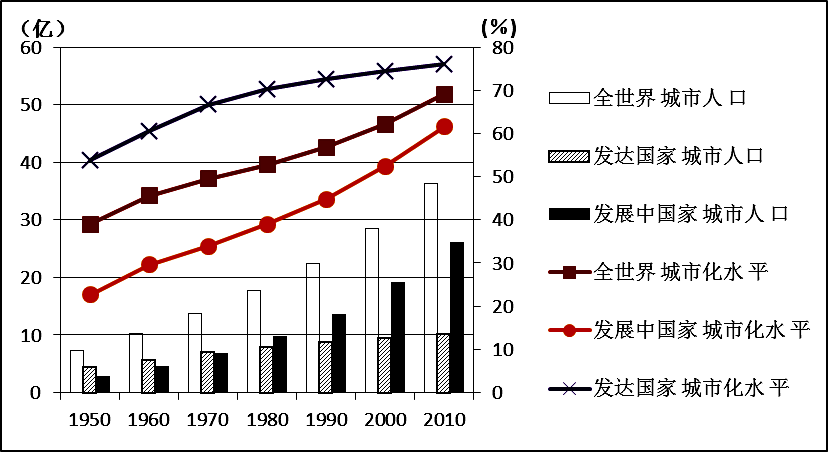 (亿) (%)
60 80
50 70
40 60
30 50
20 40
10 30
0 20
10
0
1950 1960 1970 1980 1990 2000 2010
全世界 城市人 口
发达国家 城市人口
发展中国家 城市人 口
全世界 城市化水 平
发展中国家 城市化水 平
发达国家 城市化水 平